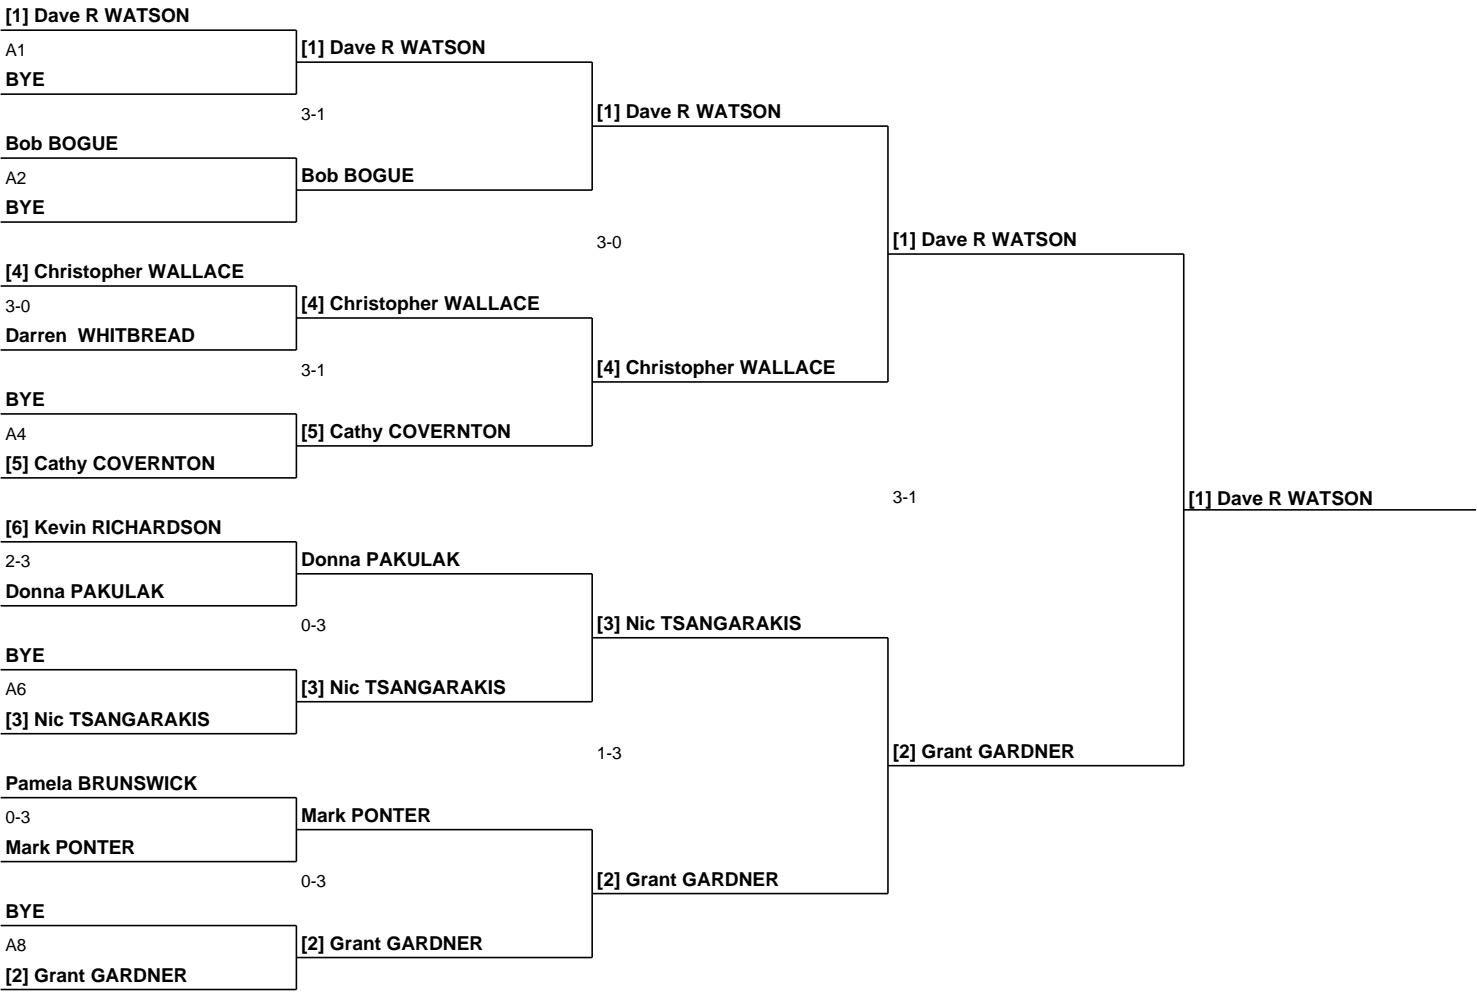 [1] Dave R WATSON
A1
BYE
Bob BOGUE
A2
BYE
[4] Christopher WALLACE
3-0
Darren  WHITBREAD
BYE
A4
[5] Cathy COVERNTON
[6] Kevin RICHARDSON
2-3
Donna PAKULAK
BYE
A6
[3] Nic TSANGARAKIS
Pamela BRUNSWICK
0-3
Mark PONTER
BYE
A8
[2] Grant GARDNER
[1] Dave R WATSON
3-1
Bob BOGUE
[4] Christopher WALLACE
3-1
[5] Cathy COVERNTON
Donna PAKULAK
0-3
[3] Nic TSANGARAKIS
Mark PONTER
0-3
[2] Grant GARDNER
[1] Dave R WATSON
3-0
[4] Christopher WALLACE
[3] Nic TSANGARAKIS
1-3
[2] Grant GARDNER
[1] Dave R WATSON
3-1
[2] Grant GARDNER
[1] Dave R WATSON